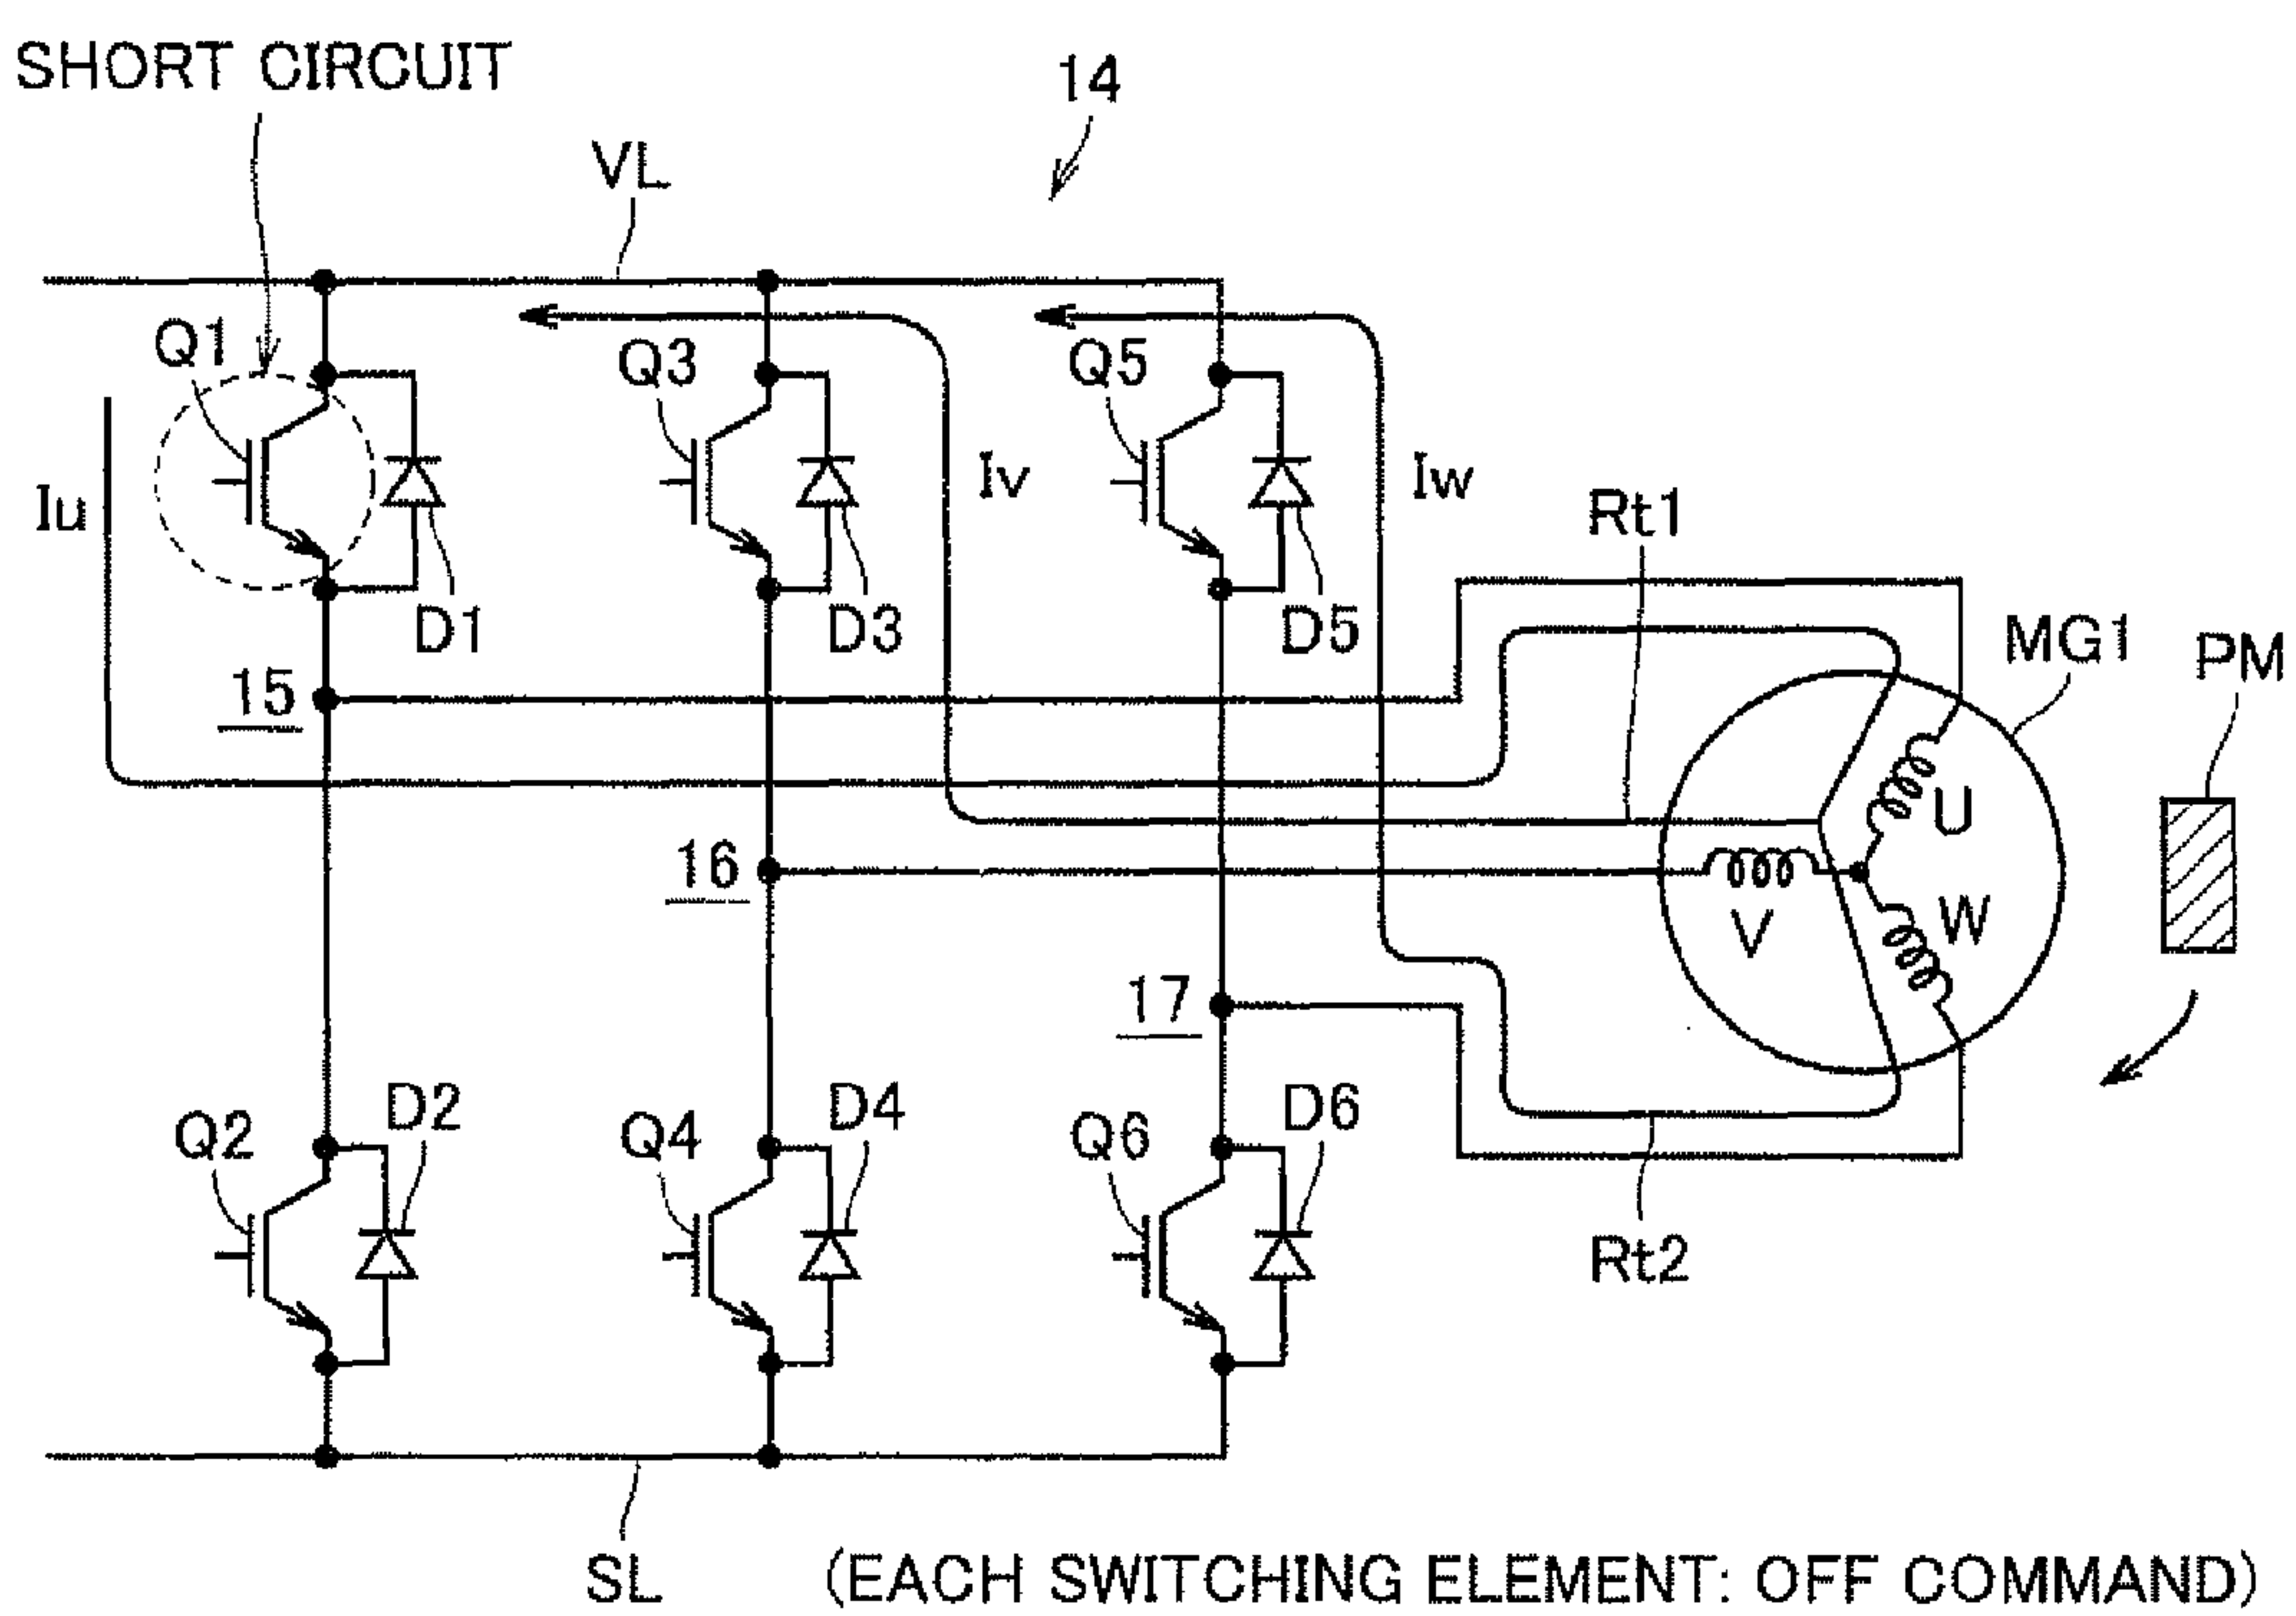 SHORT CIRCUIT
14
VL
Q1
Q3
Q5
Iu
Iv
Iw
Rt1
D1
D3
D5
MG1
PM
15
U
16
V
W
17
Q2
D2
Q4
D4
Q6
D6
Rt2
SL
(EACH SWITCHING ELEMENT: OFF COMMAND)